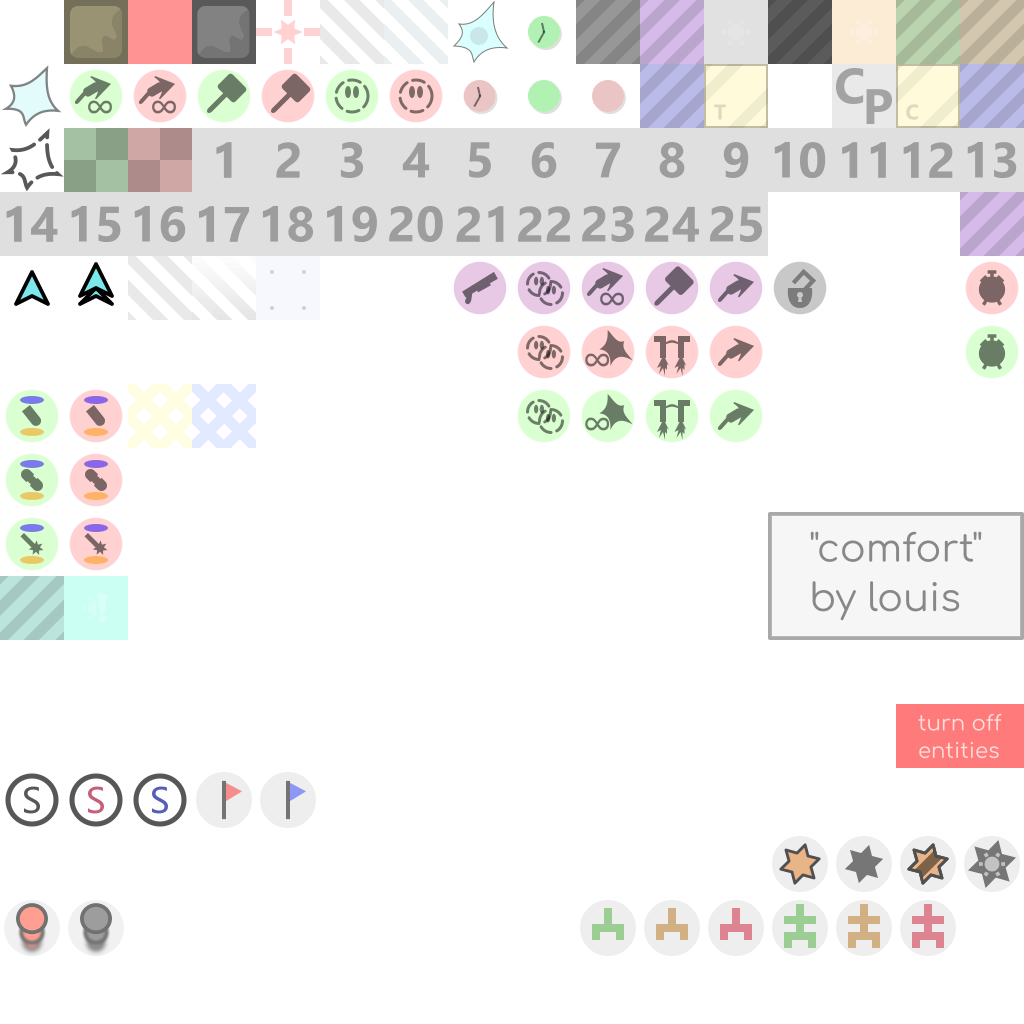 T
CP
C
1 2 3 4 5 6 7 8 9 10 11 12 13
14 15 16 17 18 19 20 21 22 23 24 25
"comfort"
by louis
turn off
entities
S S S